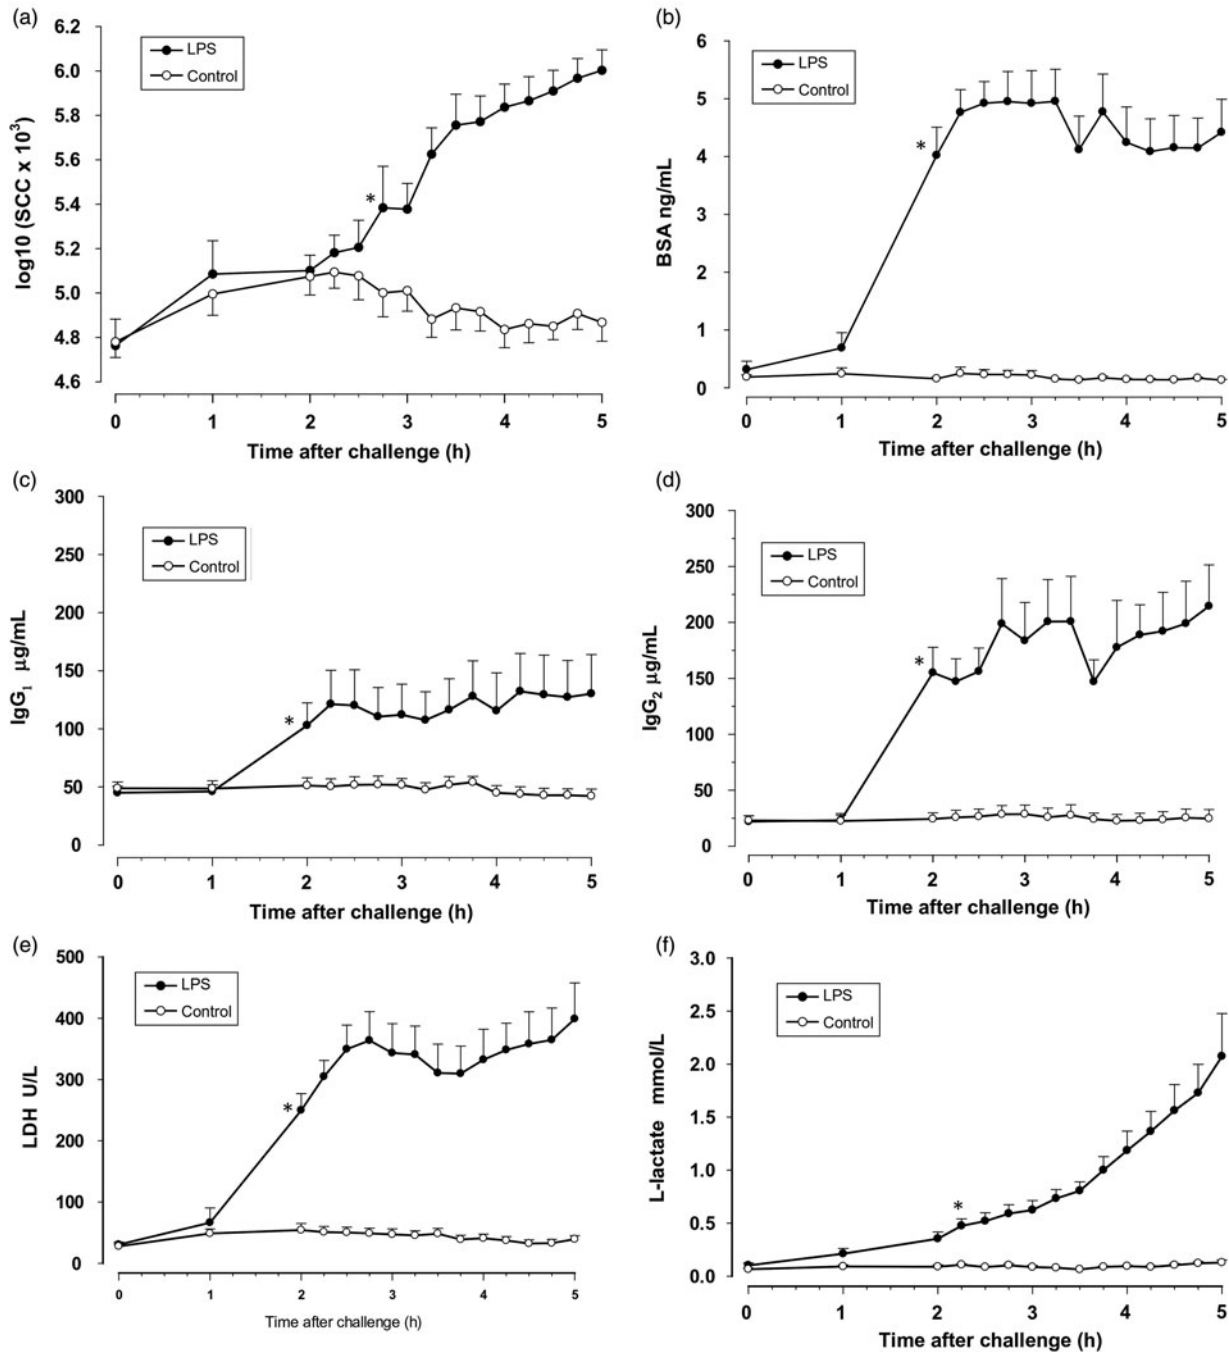 (a)
6.2
6.0
5.8
5.6
5.4
5.2
5.0
4.8
4.6
log10 (SCC x 10³)
LPS
Control
*
0 1 2 3 4 5
Time after challenge (h)
(b)
6
5
4
3
2
1
0
BSA ng/mL
LPS
Control
*
0 1 2 3 4 5
Time after challenge (h)
(c)
300
250
200
150
100
50
0
IgG₁ µg/mL
LPS
Control
*
0 1 2 3 4 5
Time after challenge (h)
(d)
300
250
200
150
100
50
0
IgG₂ µg/mL
LPS
Control
*
0 1 2 3 4 5
Time after challenge (h)
(e)
500
400
300
200
100
0
LDH U/L
LPS
Control
*
0 1 2 3 4 5
Time after challenge (h)
(f)
3.0
2.5
2.0
1.5
1.0
0.5
0.0
L-lactate mmol/L
LPS
Control
*
0 1 2 3 4 5
Time after challenge (h)